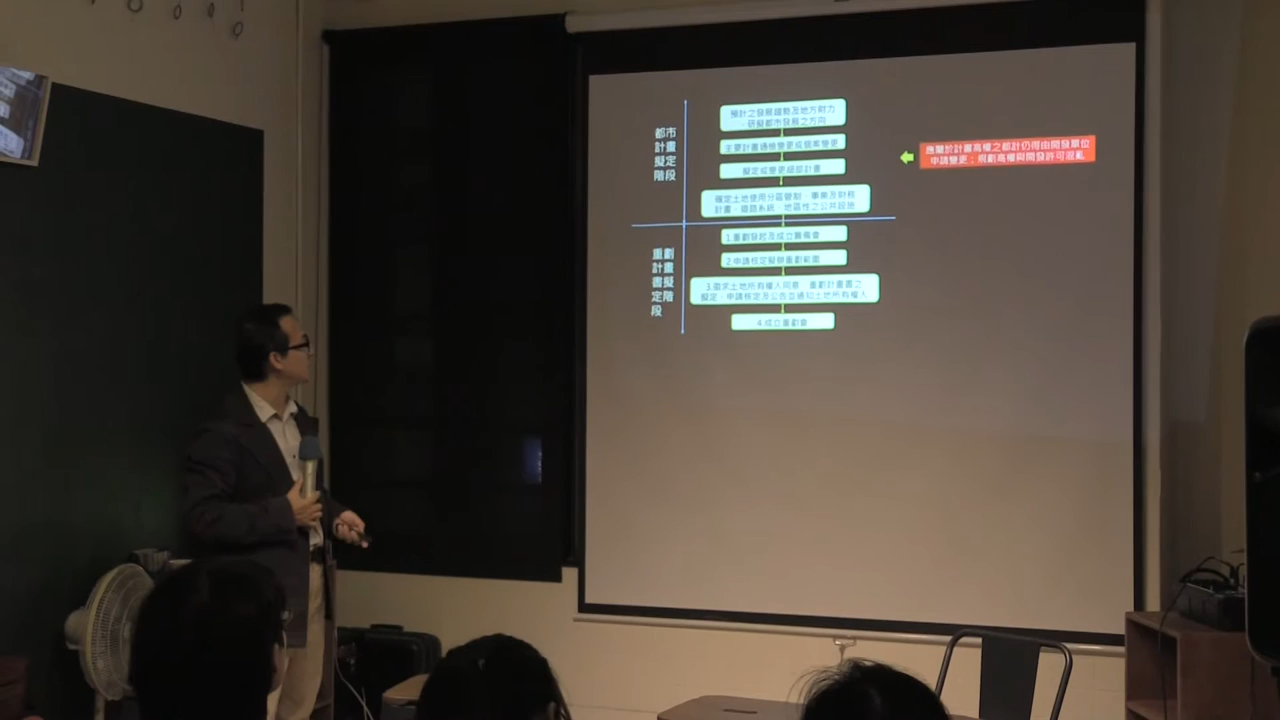 都市
計畫
擬定
階段
預計之發展趨勢及地方財力
，研擬都市發展之方向
主要計畫通檢變更或個案變更
擬定或變更細部計畫
確定土地使用分區管制、事業及財務
計畫、道路系統、地區性之公共設施
應屬於計畫高權之都計仍得由開發單位
申請變更；規劃高權與開發許可混亂
重劃
計畫
書擬
定階
段
1.重劃發起及成立籌備會
2.申請核定擬辦重劃範圍
3.徵求土地所有權人同意、重劃計畫書之
擬定、申請核定及公告並通知土地所有權人
4.成立重劃會